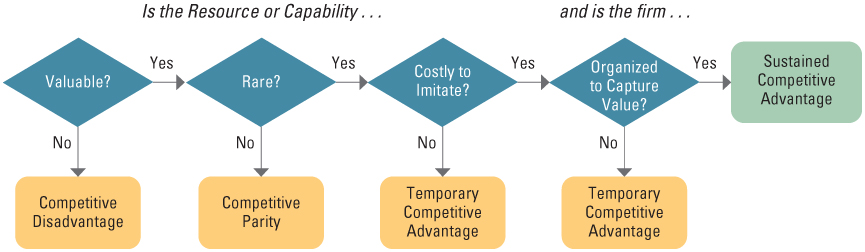 Is the Resource or Capability . . .
and is the firm . . .
Valuable?
Yes
Rare?
Yes
Costly to
Imitate?
Yes
Organized
to Capture
Value?
Yes
Sustained
Competitive
Advantage
No
No
No
No
Competitive
Disadvantage
Competitive
Parity
Temporary
Competitive
Advantage
Temporary
Competitive
Advantage